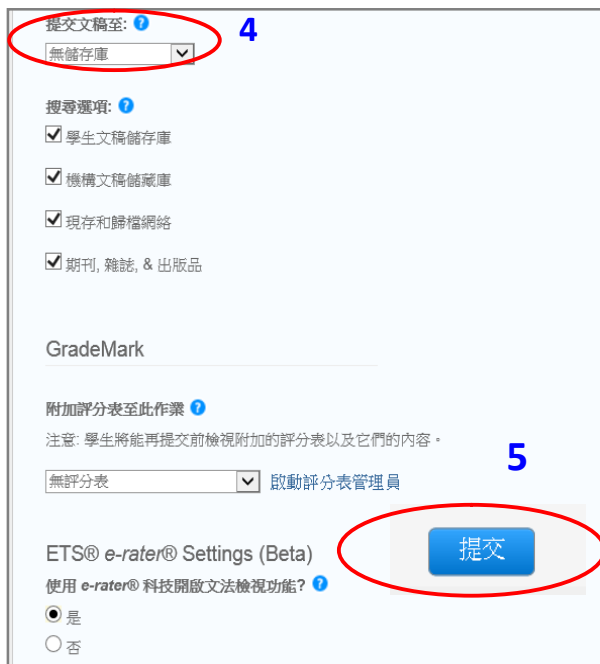 提交文稿至: ?
4
無儲存庫
搜尋選項: ?
學生文稿儲存庫
機構文稿儲藏庫
現存和歸檔網絡
期刊, 雜誌, & 出版品
GradeMark
附加評分表至此作業 ?
注意: 學生將能再提交前檢視附加的評分表以及它們的內容。
5
無評分表 啟動評分表管理員
提交
ETS® e-rater® Settings (Beta)
使用 e-rater® 科技開啟文法檢視功能? ?
是
否